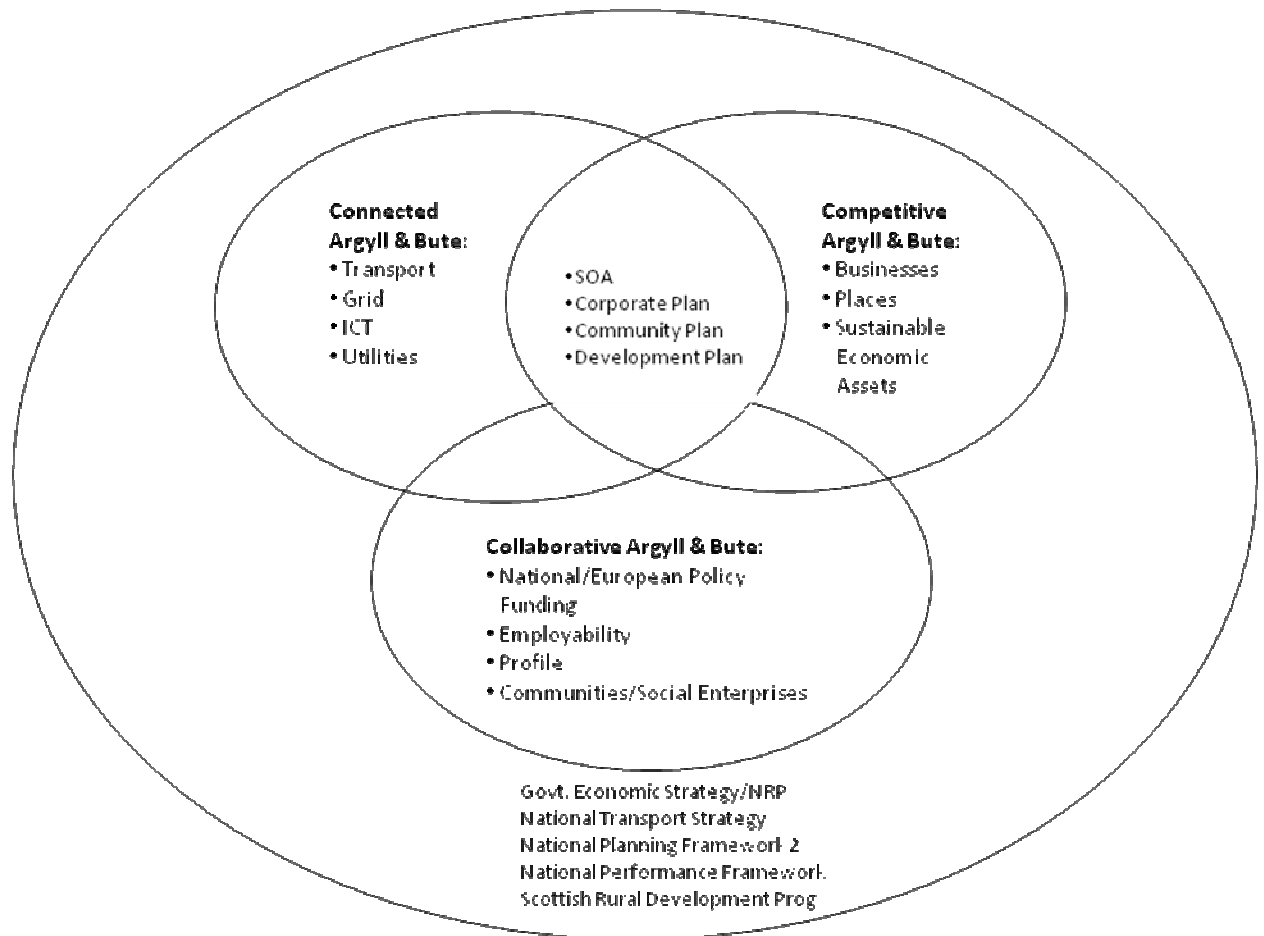 Connected
Argyll & Bute:
• Transport
• Grid
• ICT
• Utilities
• SOA
• Corporate Plan
• Community Plan
• Development Plan
Competitive
Argyll & Bute:
• Businesses
• Places
• Sustainable
Economic
Assets
Collaborative Argyll & Bute:
• National/European Policy
Funding
• Employability
• Profile
• Communities/Social Enterprises
Govt. Economic Strategy/NRP
National Transport Strategy
National Planning Framework 2
National Performance Framework
Scottish Rural Development Prog